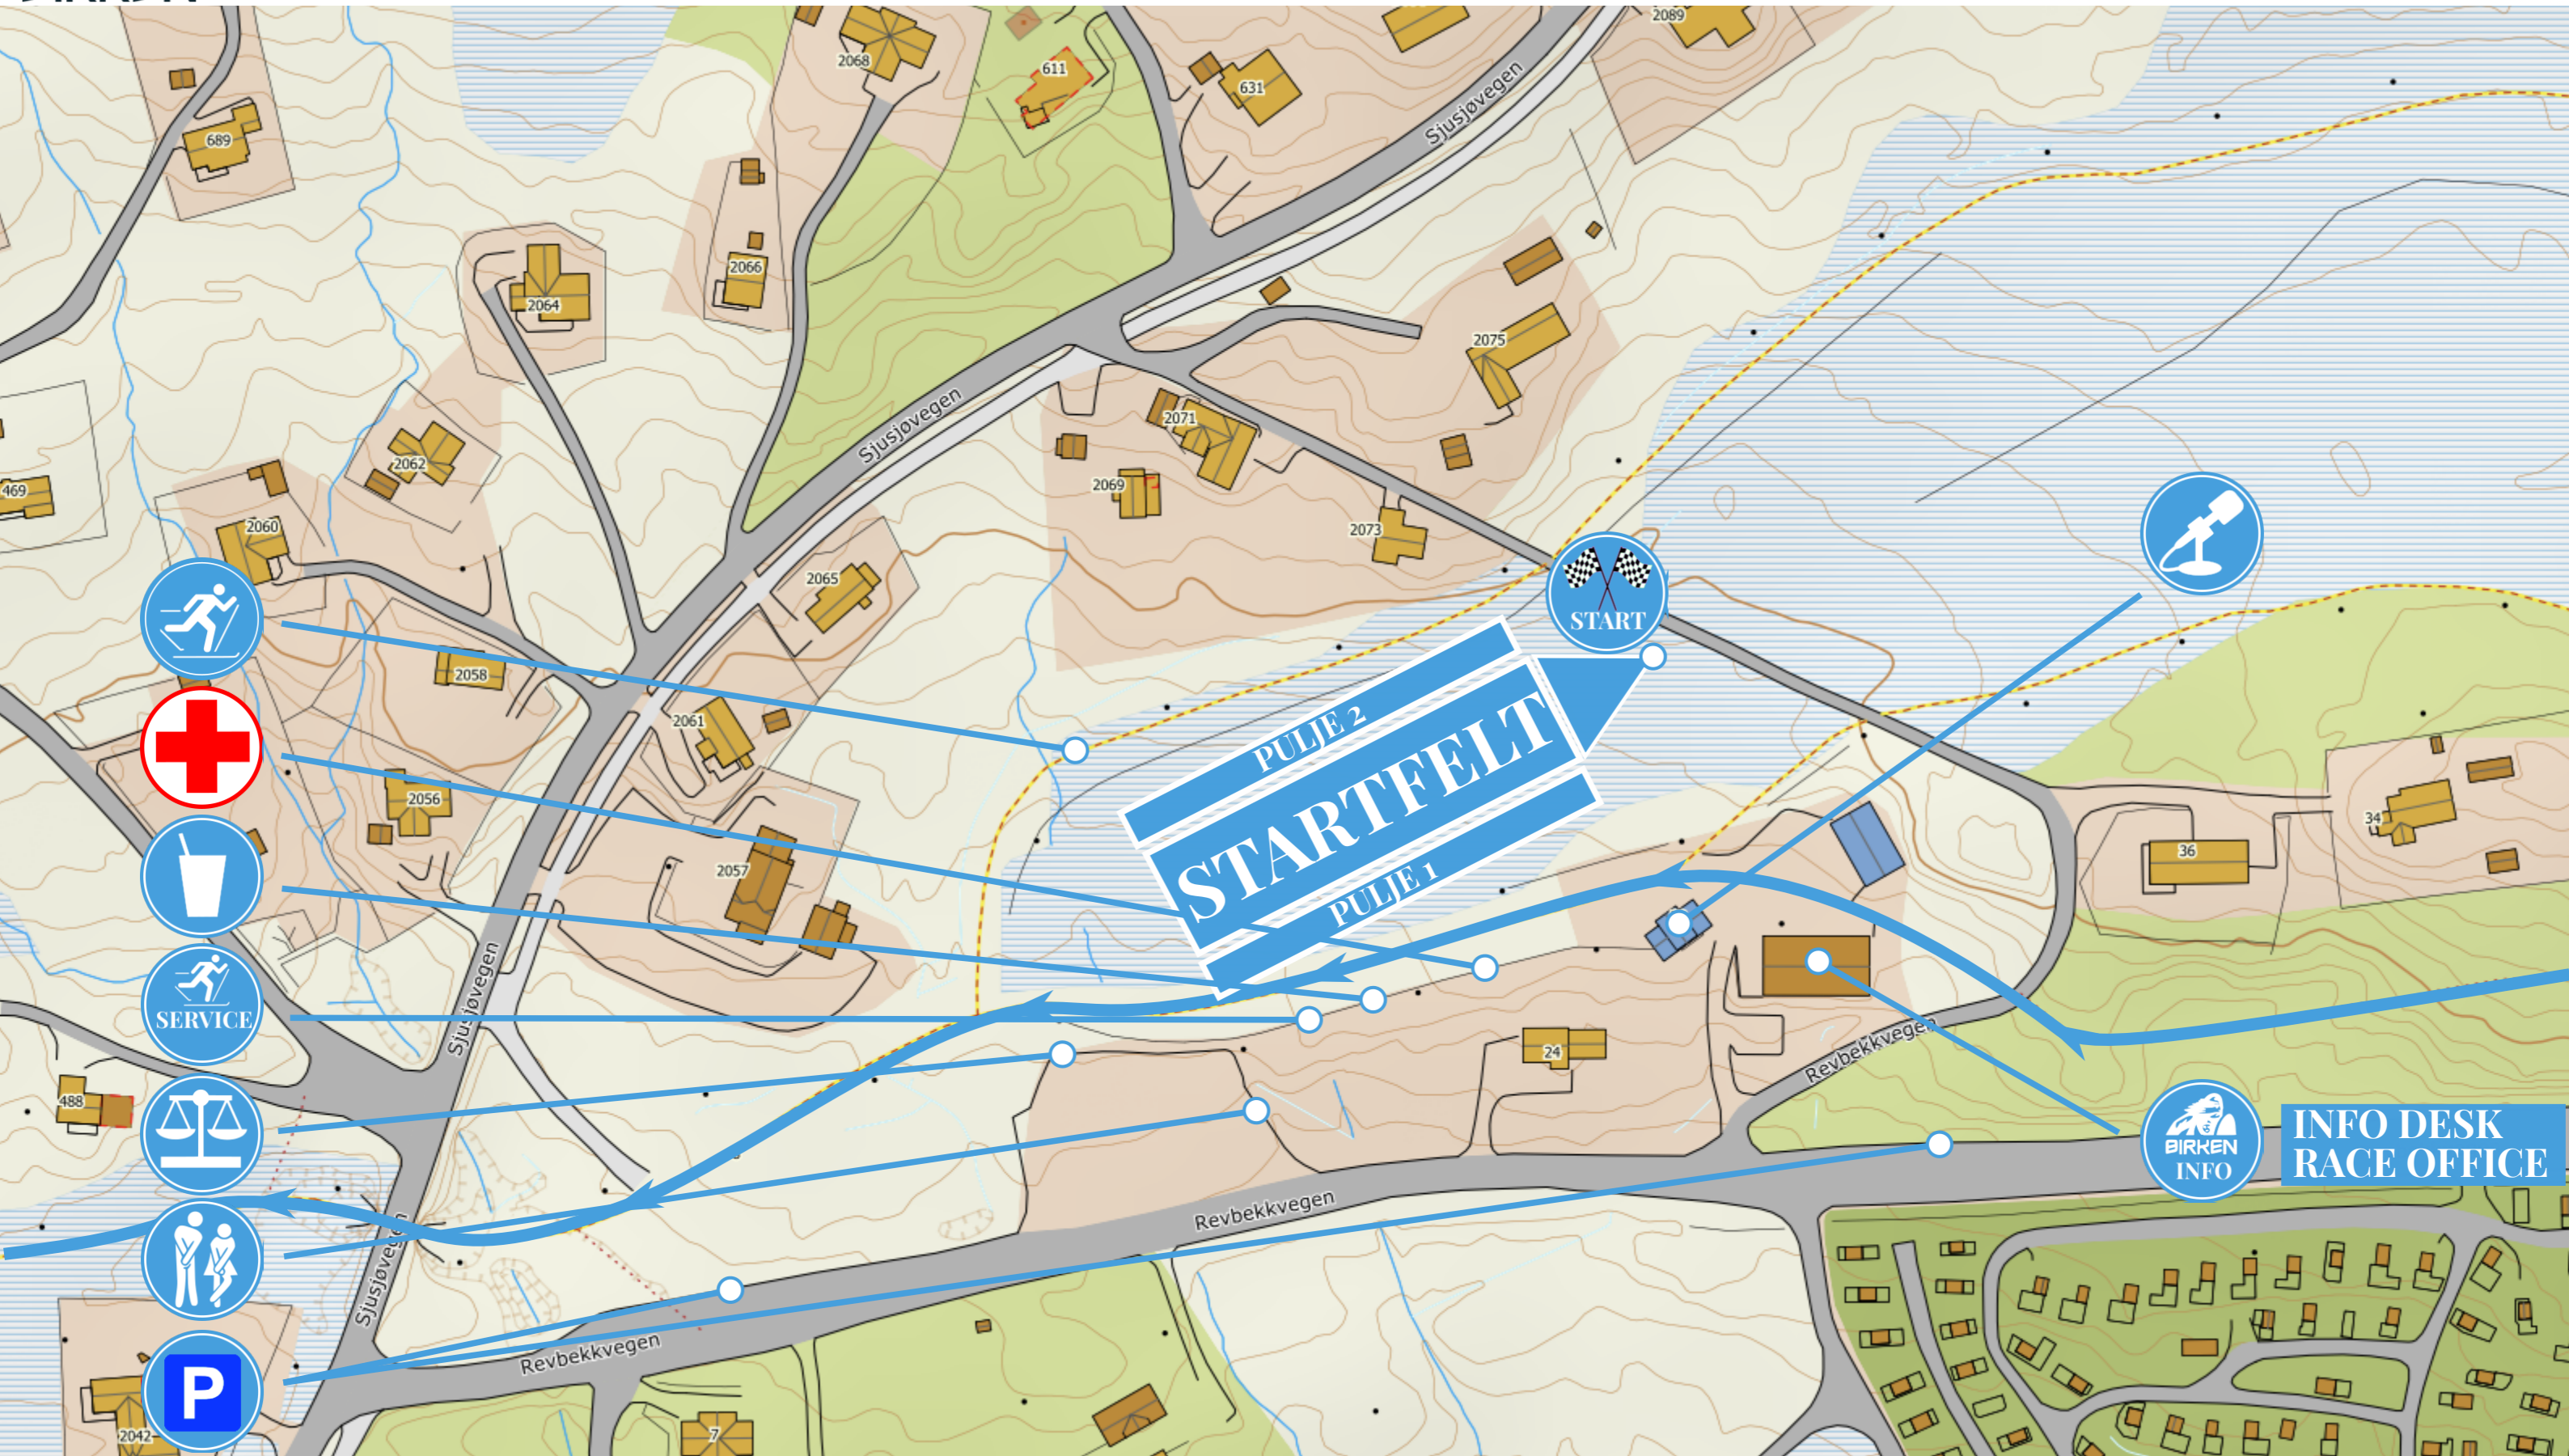 2068
611
631
2089
Sjusjøvegen
689
2066
2064
2075
Sjusjøvegen
2071
2062
2069
469
2060
2073
2065
START
2058
PULJE 2
2061
STARTFELT
2056
34
36
2057
PULJE 1
SERVICE
Sjusjøvegen
24
Revbekkvegen
488
BIRKEN
INFO
INFO DESK
RACE OFFICE
Revbekkvegen
Sjusjøvegen
Revbekkvegen
P
7
2042